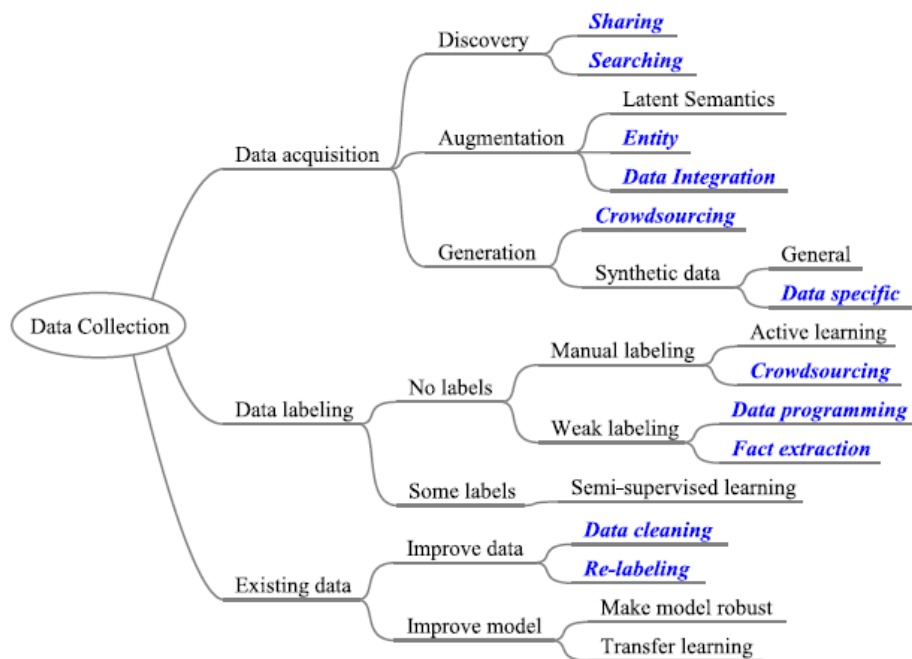 Sharing
Discovery
Searching
Latent Semantics
Augmentation
Entity
Data acquisition
Data Integration
Crowdsourcing
Generation
General
Synthetic data
Data specific
Data Collection
Active learning
Manual labeling
Crowdsourcing
No labels
Data labeling
Data programming
Weak labeling
Fact extraction
Some labels
Semi-supervised learning
Data cleaning
Improve data
Re-labeling
Existing data
Make model robust
Improve model
Transfer learning